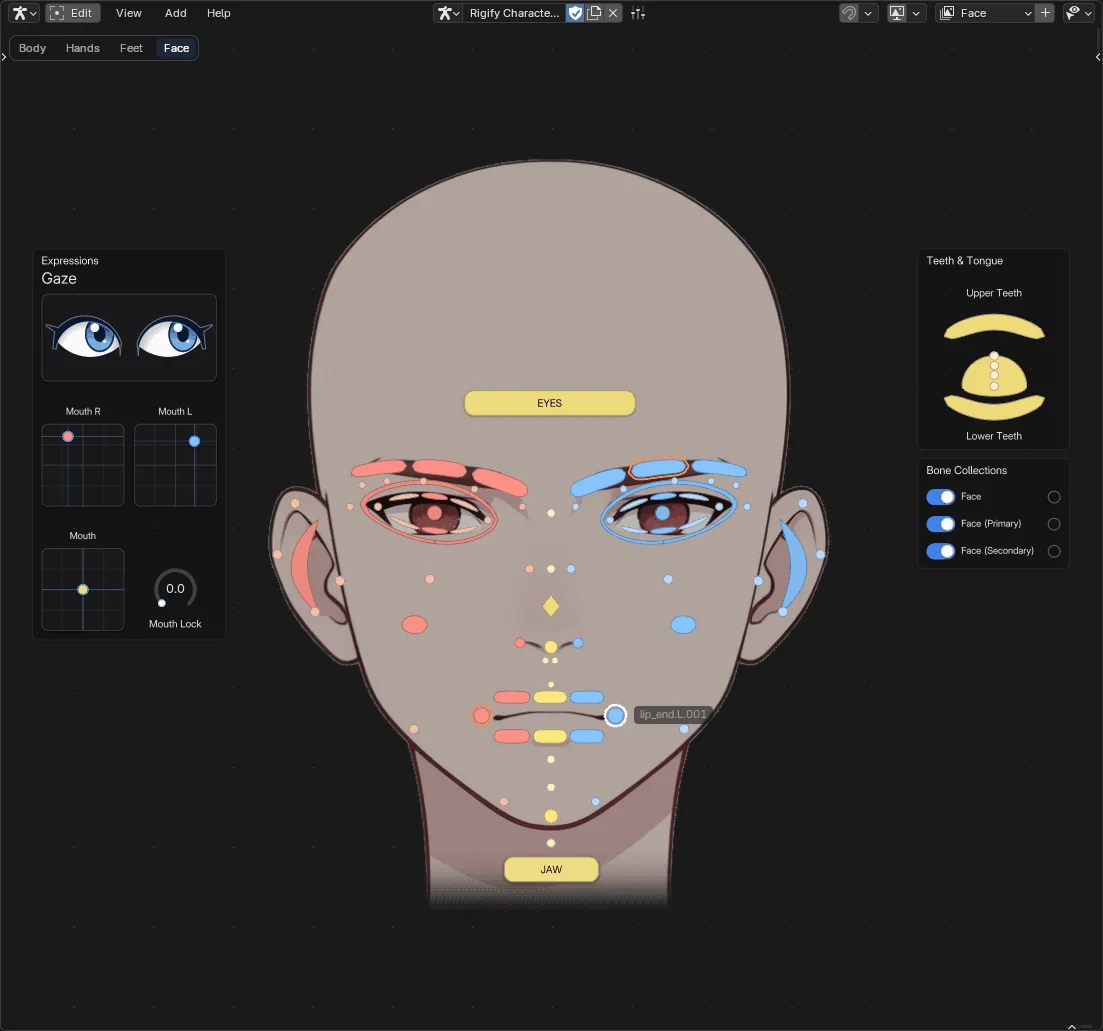 Edit View Add Help Rigify Characte... Face
Body Hands Feet Face
Expressions
Gaze
Mouth R Mouth L
Mouth
0.0
Mouth Lock
EYES
lip_end.L.001
JAW
Teeth & Tongue
Upper Teeth
Lower Teeth
Bone Collections
Face
Face (Primary)
Face (Secondary)